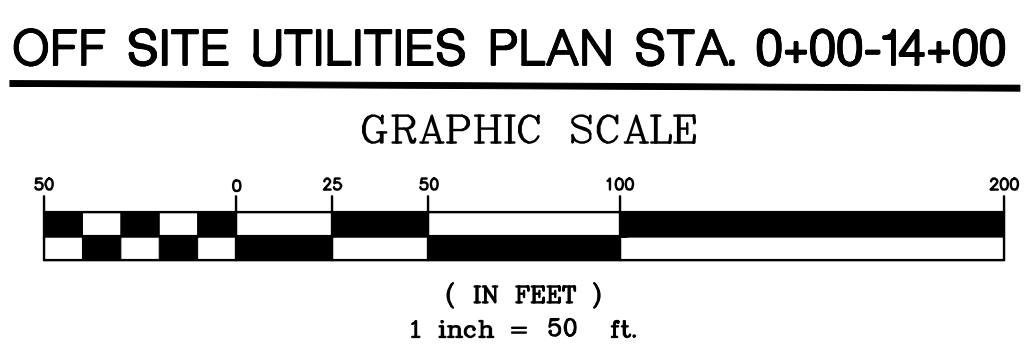 OFF SITE UTILITIES PLAN STA. 0+00-14+00
GRAPHIC SCALE
50 0 25 50 100 200
( IN FEET )
1 inch = 50 ft.